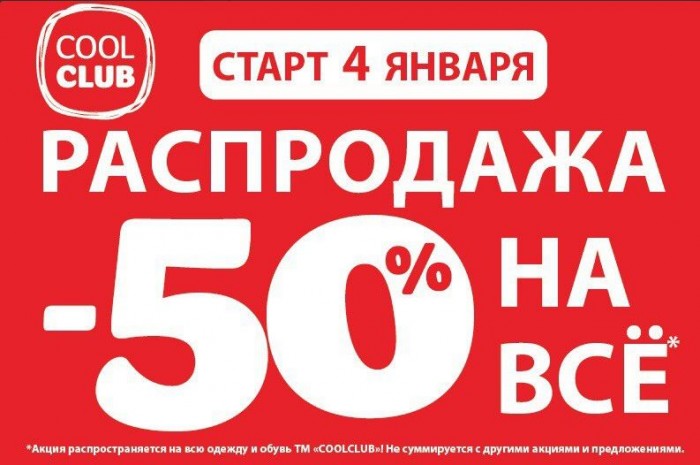 COOL
CLUB
СТАРТ 4 ЯНВАРЯ
РАСПРОДАЖА
-50% НА
ВСЁ*
*Акция распространяется на всю одежду и обувь ТМ «COOLCLUB»! Не суммируется с другими акциями и предложениями.